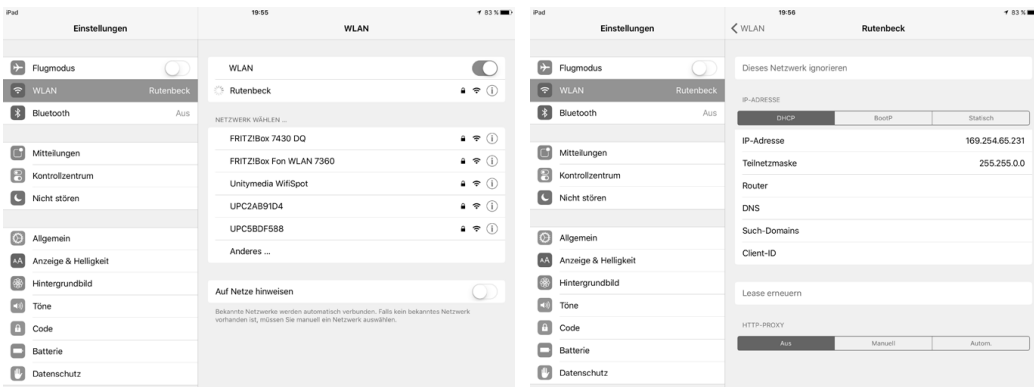 iPad 19:55 83 %
Einstellungen
Flugmodus
WLAN Rutenbeck
Bluetooth Aus
Mitteilungen
Kontrollzentrum
Nicht stören
Allgemein
AA Anzeige & Helligkeit
Hintergrundbild
Töne
Code
Batterie
Datenschutz
WLAN
WLAN
Rutenbeck
NETZWERK WÄHLEN ...
FRITZ!Box 7430 DQ
FRITZ!Box Fon WLAN 7360
Unitymedia WifiSpot
UPC2AB91D4
UPC5BDF588
Anderes ...
Auf Netze hinweisen
Bekannte Netzwerke werden automatisch verbunden. Falls kein bekanntes Netzwerk
vorhanden ist, müssen Sie manuell ein Netzwerk auswählen.
iPad 19:56 83 %
Einstellungen
Flugmodus
WLAN Rutenbeck
Bluetooth Aus
Mitteilungen
Kontrollzentrum
Nicht stören
Allgemein
AA Anzeige & Helligkeit
Hintergrundbild
Töne
Code
Batterie
Datenschutz
WLAN Rutenbeck
Dieses Netzwerk ignorieren
IP-ADRESSE
DHCP BootP Statisch
IP-Adresse 169.254.65.231
Teilnetzmaske 255.255.0.0
Router
DNS
Such-Domains
Client-ID
Lease erneuern
HTTP-PROXY
Aus Manuell Autom.